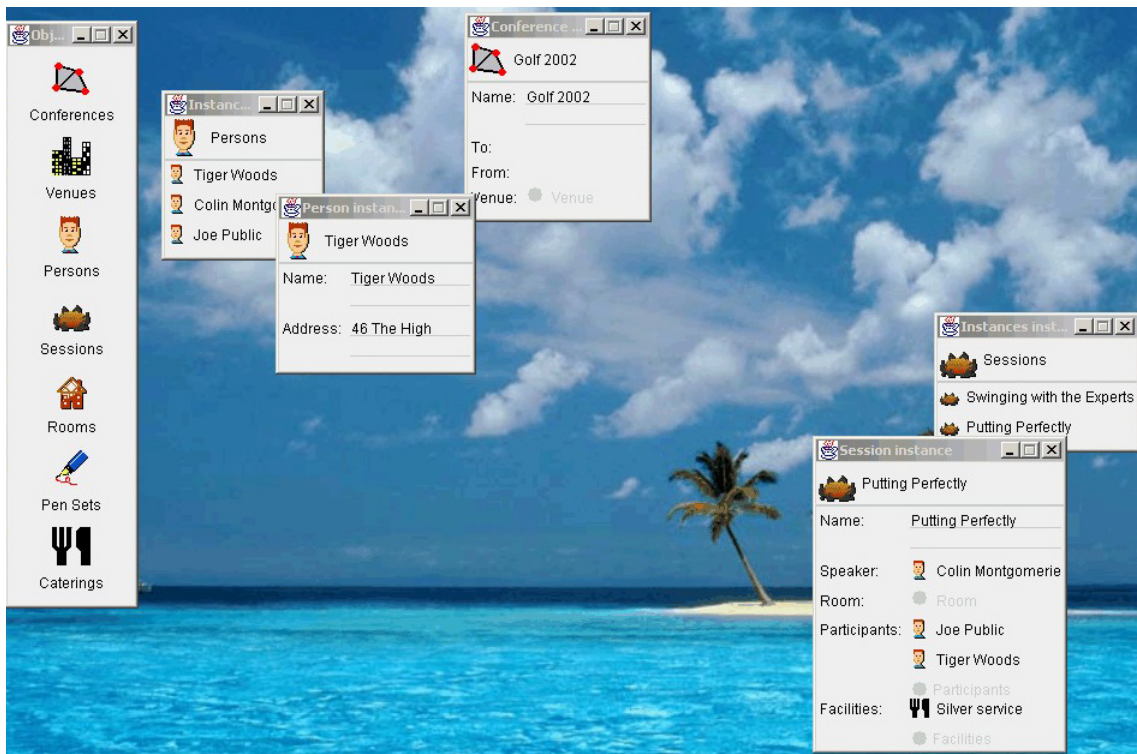 Obj...
Conferences
Venues
Persons
Sessions
Rooms
Pen Sets
Caterings
Instanc...
Persons
Tiger Woods
Colin Montgo
Joe Public
Person instan...
Tiger Woods
Name: Tiger Woods
Address: 46 The High
Conference ...
Golf 2002
Name: Golf 2002
To:
From:
Venue: Venue
Instances inst...
Sessions
Swinging with the Experts
Putting Perfectly
Session instance
Putting Perfectly
Name: Putting Perfectly
Speaker: Colin Montgomerie
Room: Room
Participants: Joe Public
Tiger Woods
Participants
Facilities: Silver service
Facilities